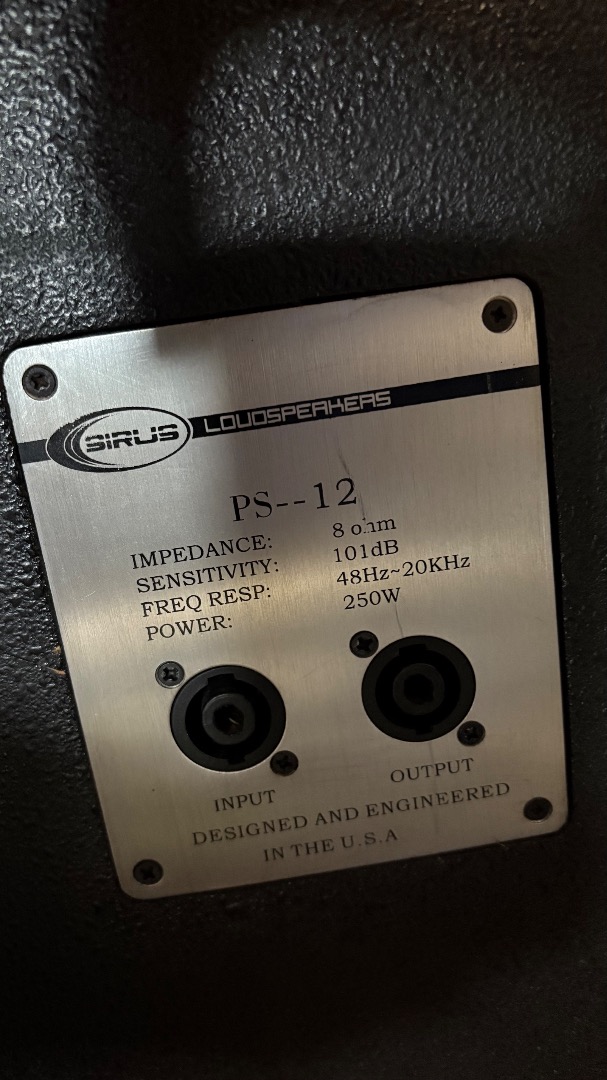 SIRUS LOUDSPEAKERS
PS--12
IMPEDANCE: 8 ohm
SENSITIVITY: 101dB
FREQ RESP: 48Hz~20KHz
POWER: 250W
INPUT OUTPUT
DESIGNED AND ENGINEERED
IN THE U.S.A